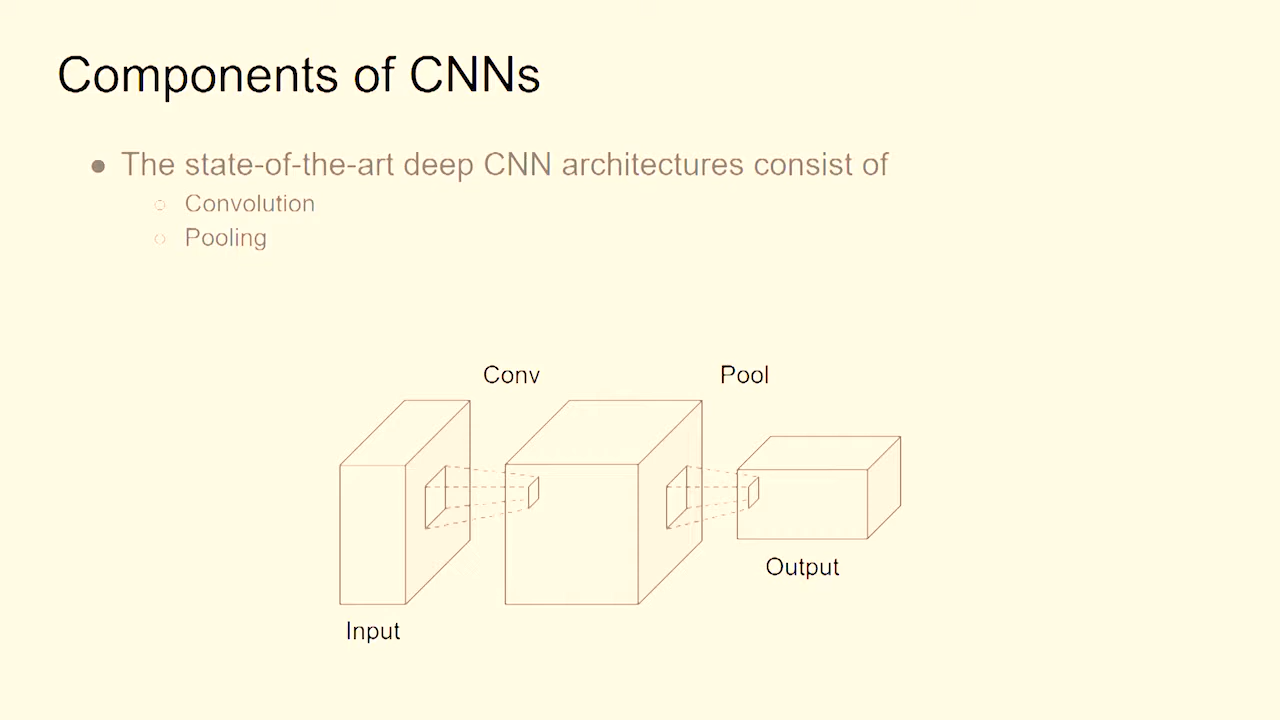 Components of CNNs
● The state-of-the-art deep CNN architectures consist of
○ Convolution
○ Pooling
Conv
Pool
Output
Input